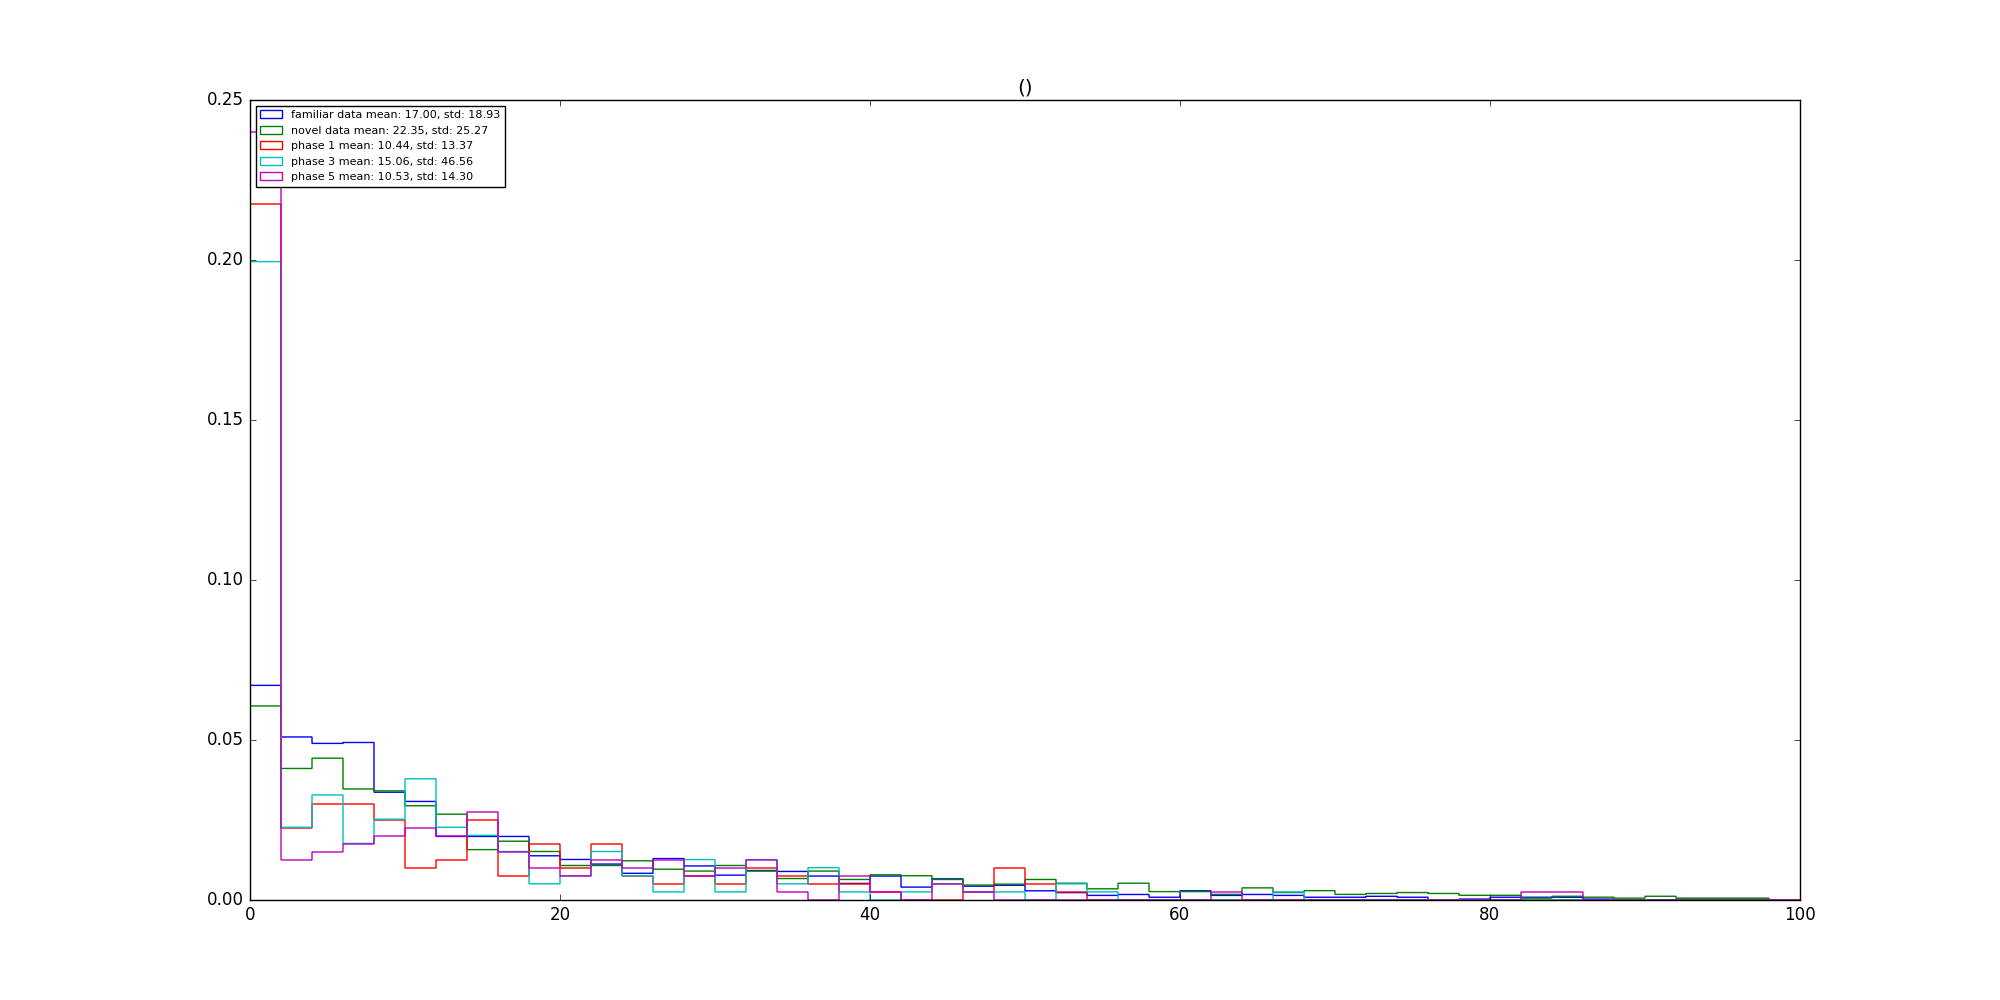 ()
0.25
0.20
0.15
0.10
0.05
0.00
familiar data mean: 17.00, std: 18.93
novel data mean: 22.35, std: 25.27
phase 1 mean: 10.44, std: 13.37
phase 3 mean: 15.06, std: 46.56
phase 5 mean: 10.53, std: 14.30
0 20 40 60 80 100